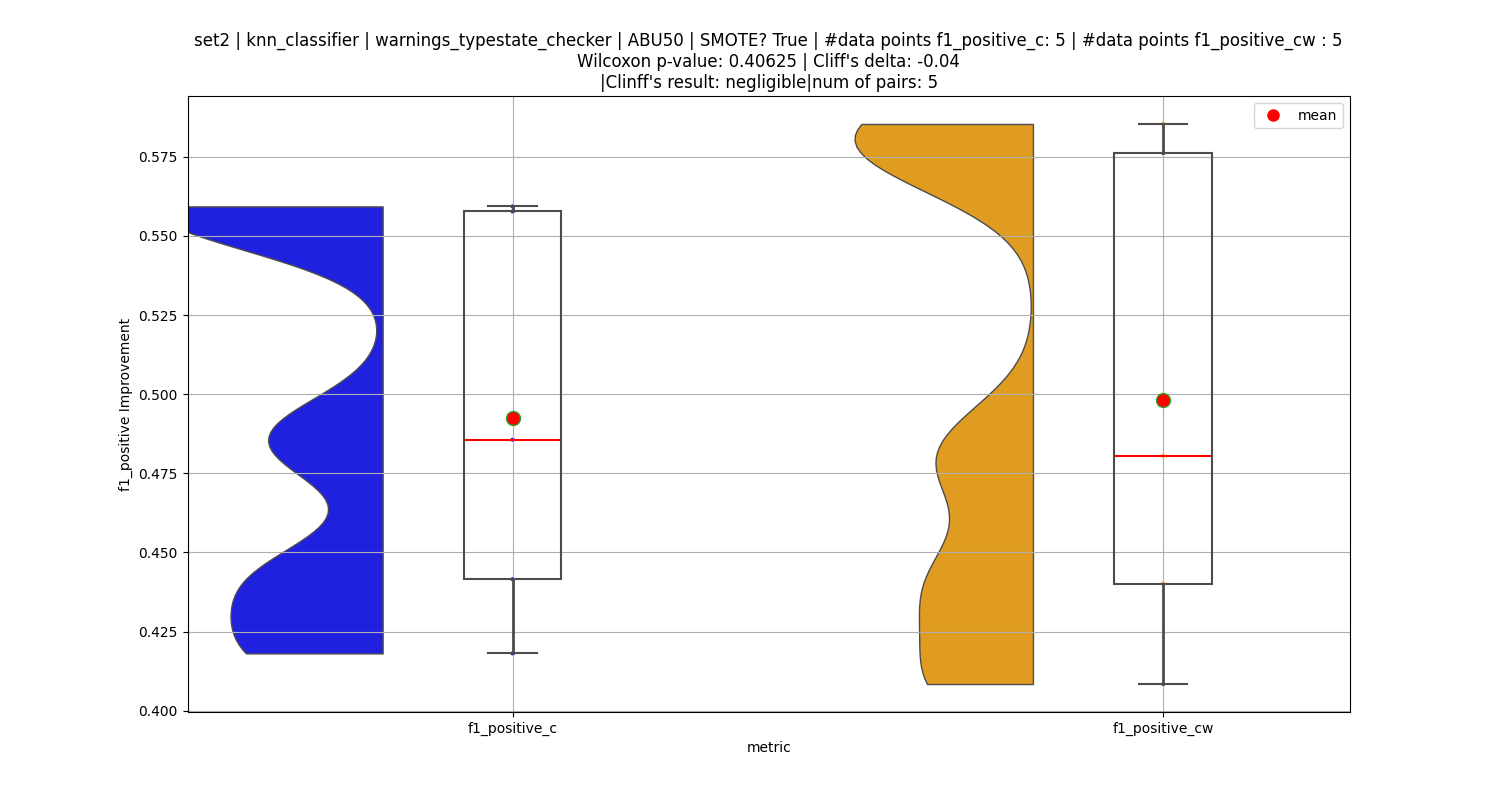 set2 | knn_classifier | warnings_typestate_checker | ABU50 | SMOTE? True | #data points f1_positive_c: 5 | #data points f1_positive_cw : 5
Wilcoxon p-value: 0.40625 | Cliff's delta: -0.04
|Clinff's result: negligible|num of pairs: 5
mean
0.575
0.550
0.525
0.500
0.475
0.450
0.425
0.400
f1_positive Improvement
f1_positive_c
f1_positive_cw
metric